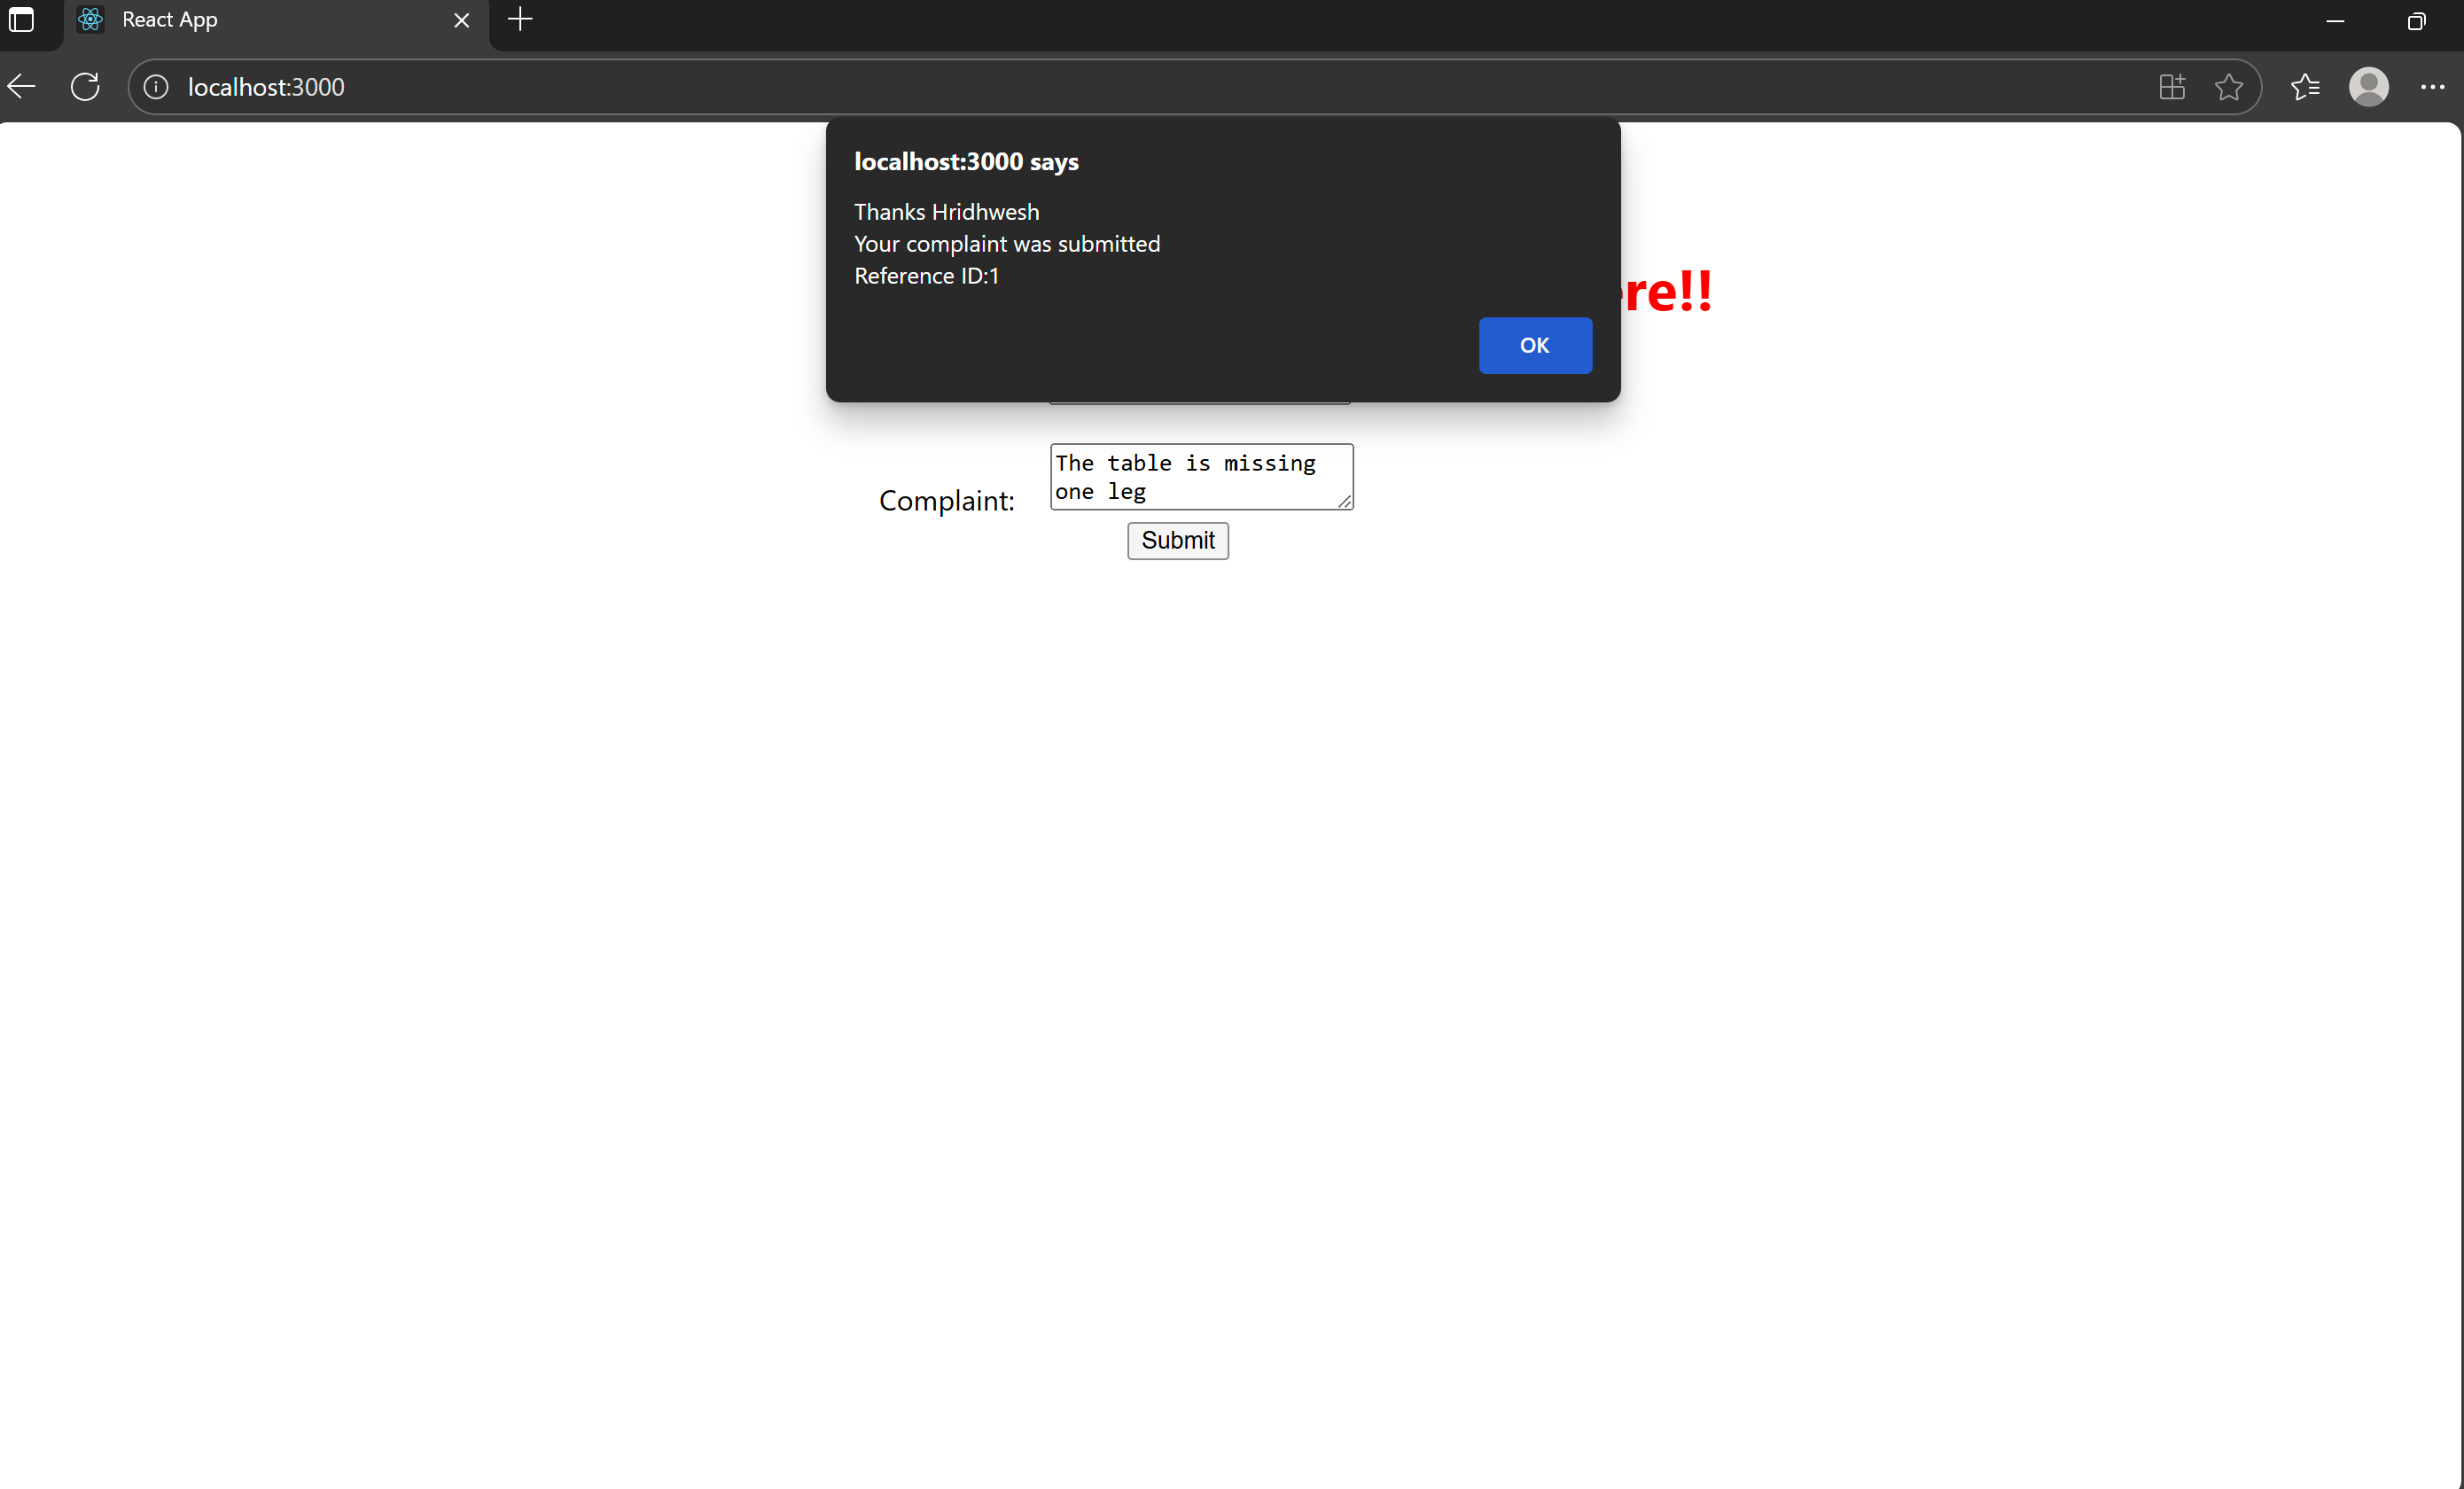 React App
localhost:3000
localhost:3000 says
Thanks Hridhwesh
Your complaint was submitted
Reference ID:1
re!!
OK
The table is missing
one leg
Complaint:
Submit